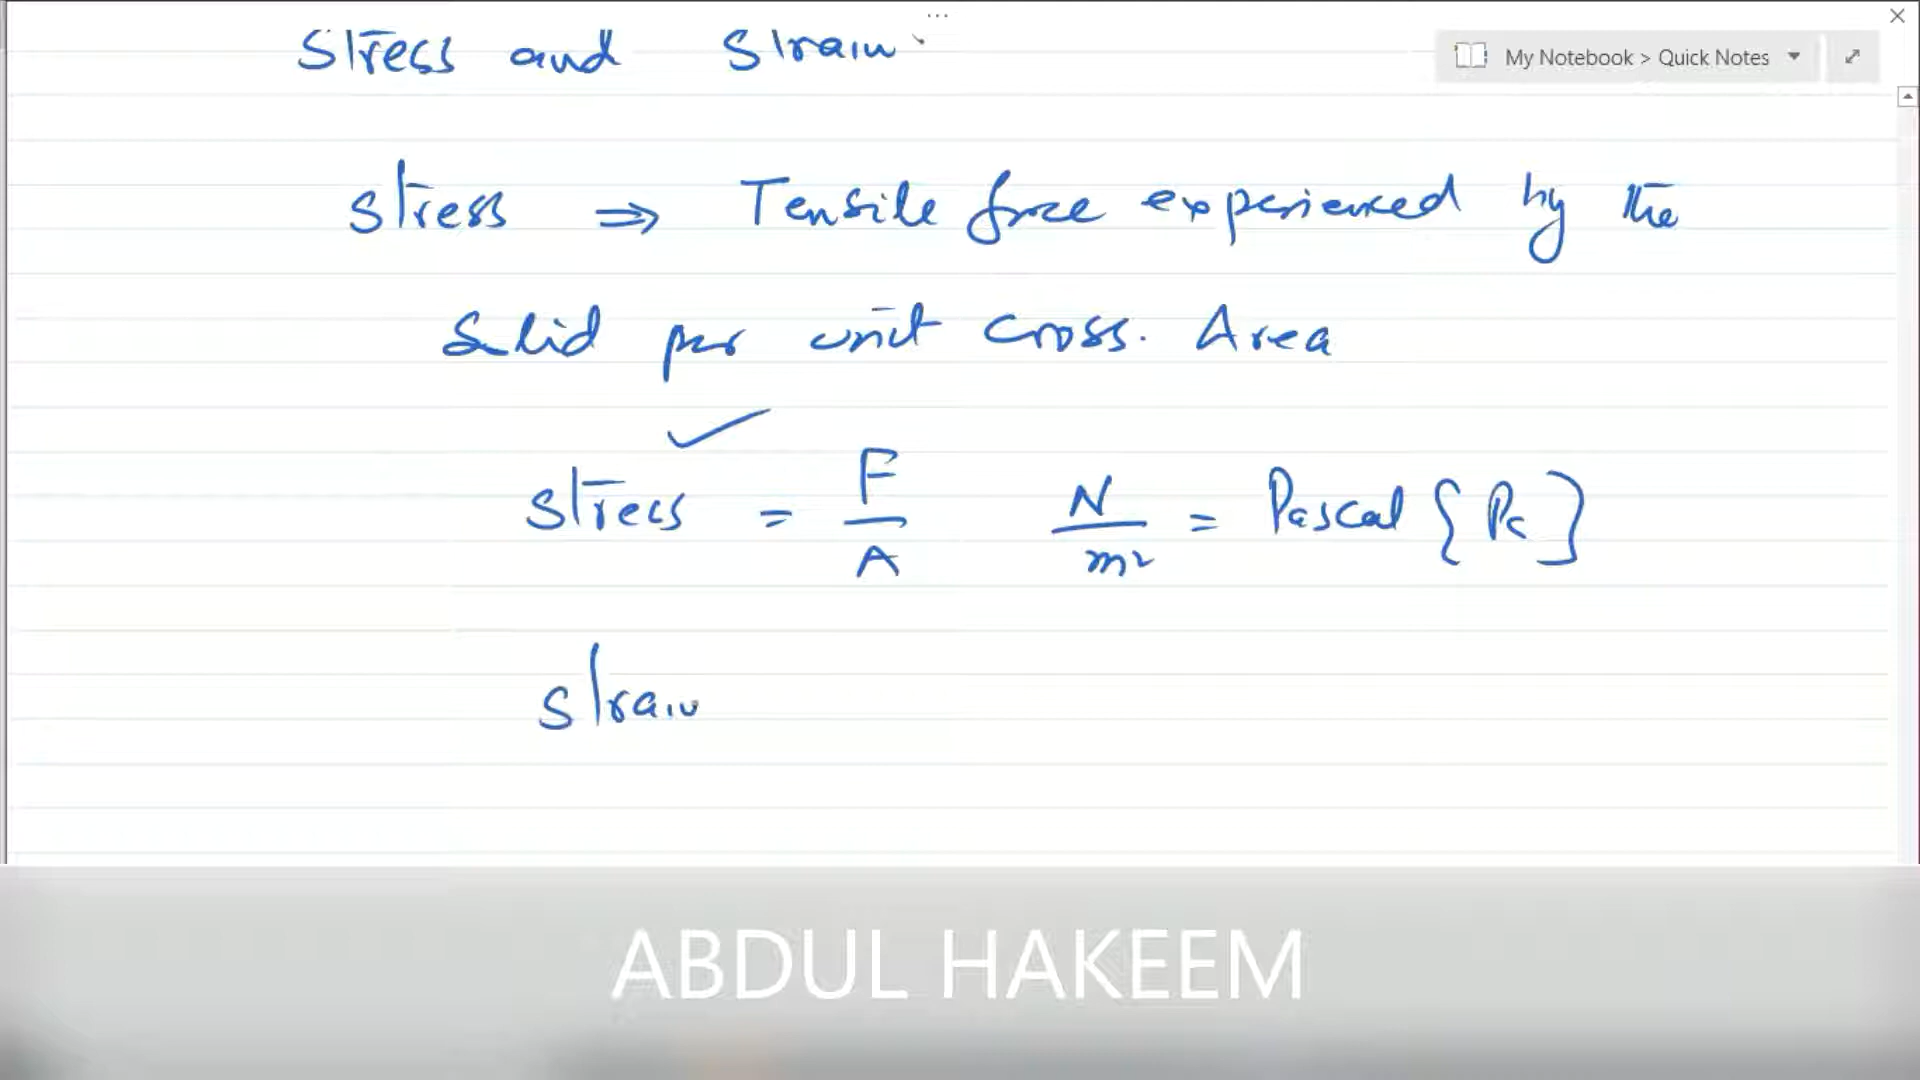 Stress and Strain
My Notebook > Quick Notes
Stress ⇒ Tensile force experienced by the
Solid per unit cross. Area
Stress = F/A N/m² = Pascal {Pa}
Strain
ABDUL HAKEEM